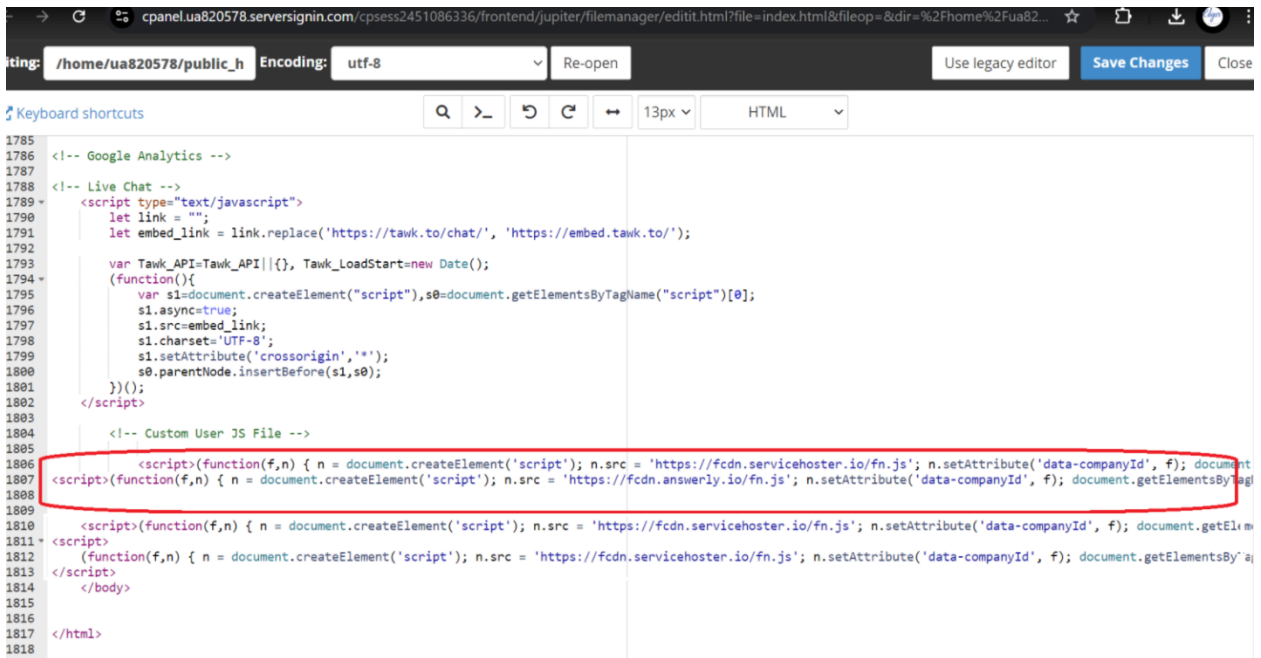 cpanel.ua820578.serversignin.com/cpsess2451086336/frontend/jupiter/filemanager/editit.html?file=index.html&fileop=&dir=%2Fhome%2Fua82...
iting: /home/ua820578/public_h Encoding: utf-8 Re-open Use legacy editor Save Changes Close
Keyboard shortcuts 13px HTML
1785
1786 <!-- Google Analytics -->
1787
1788 <!-- Live Chat -->
1789 <script type="text/javascript">
1790 let link = "";
1791 let embed_link = link.replace('https://tawk.to/chat/', 'https://embed.tawk.to/');
1792
1793 var Tawk_API=Tawk_API||{}, Tawk_LoadStart=new Date();
1794 (function(){
1795 var s1=document.createElement("script"),s0=document.getElementsByTagName("script")[0];
1796 s1.async=true;
1797 s1.src=embed_link;
1798 s1.charset='UTF-8';
1799 s1.setAttribute('crossorigin','*');
1800 s0.parentNode.insertBefore(s1,s0);
1801 })();
1802 </script>
1803
1804 <!-- Custom User JS File -->
1805
1806 <script>(function(f,n) { n = document.createElement('script'); n.src = 'https://fcdn.servicehoster.io/fn.js'; n.setAttribute('data-companyId', f); document
1807 <script>(function(f,n) { n = document.createElement('script'); n.src = 'https://fcdn.answerly.io/fn.js'; n.setAttribute('data-companyId', f); document.getElementsByTag
1808
1809
1810 <script>(function(f,n) { n = document.createElement('script'); n.src = 'https://fcdn.servicehoster.io/fn.js'; n.setAttribute('data-companyId', f); document.getElem
1811 <script>
1812 (function(f,n) { n = document.createElement('script'); n.src = 'https://fcdn.servicehoster.io/fn.js'; n.setAttribute('data-companyId', f); document.getElementsByTag
1813 </script>
1814 </body>
1815
1816
1817 </html>
1818